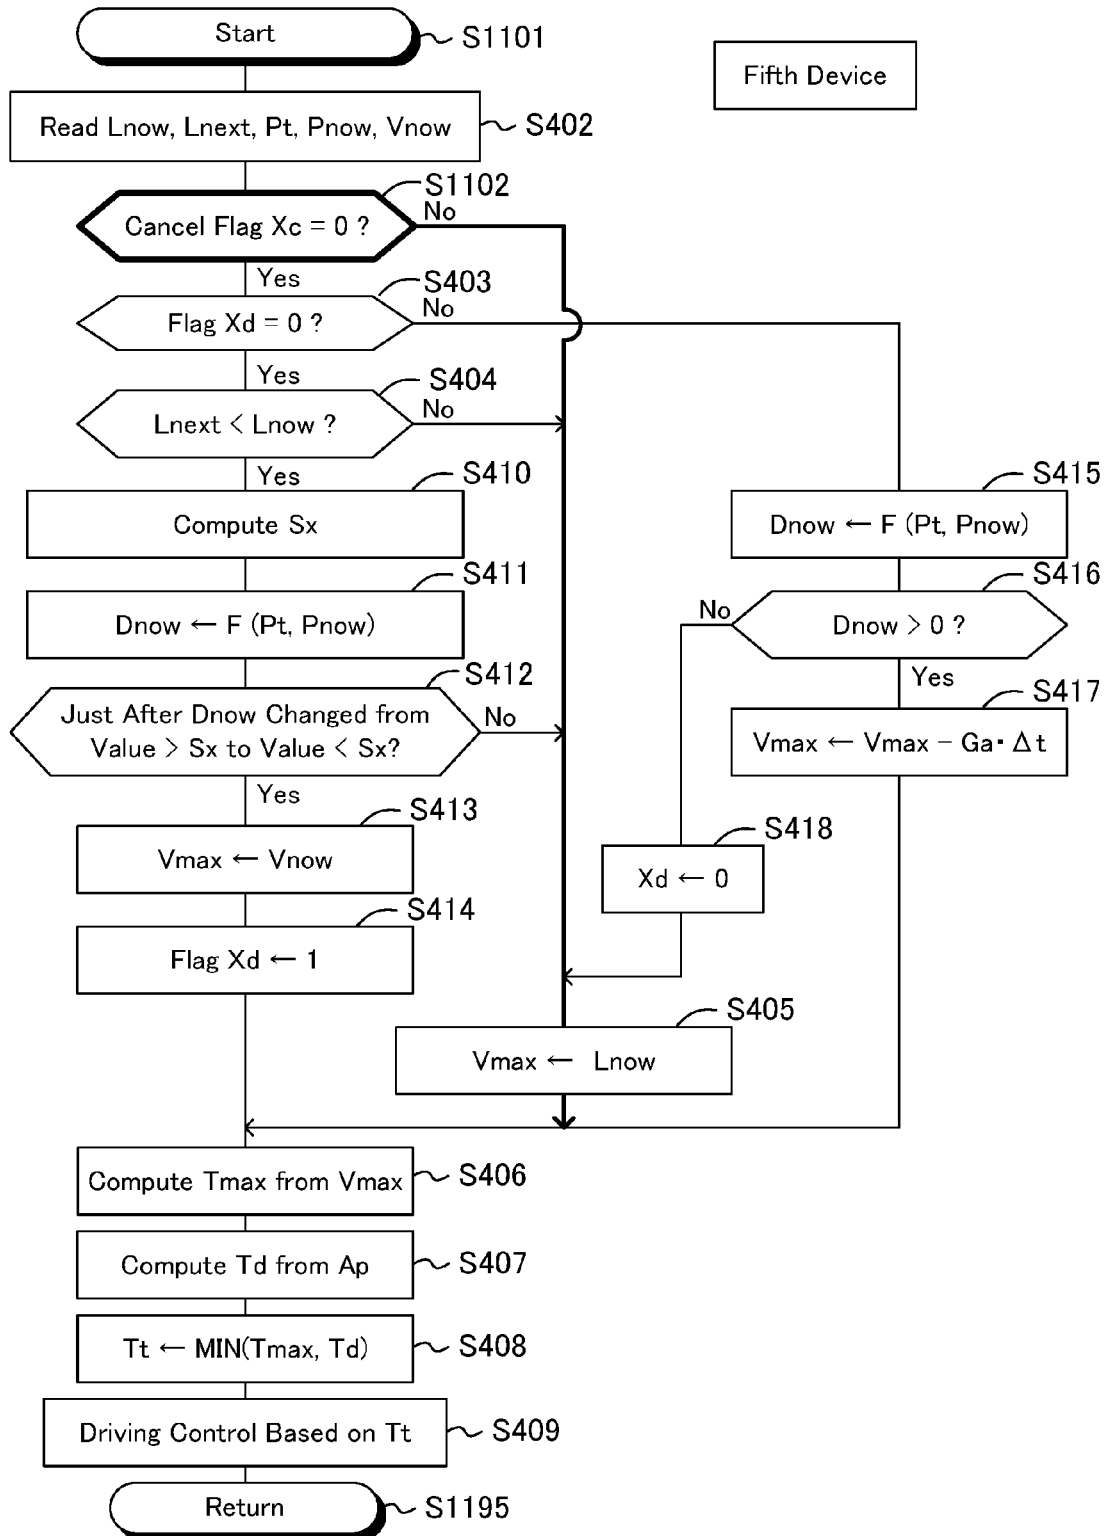 Start
S1101
Fifth Device
Read Lnow, Lnext, Pt, Pnow, Vnow
S402
S1102
Cancel Flag Xc = 0 ?
No
Yes
S403
Flag Xd = 0 ?
No
Yes
S404
Lnext < Lnow ?
No
Yes
S410
Compute Sx
S411
Dnow ← F (Pt, Pnow)
S412
Just After Dnow Changed from
Value > Sx to Value < Sx?
No
Yes
S413
Vmax ← Vnow
S414
Flag Xd ← 1
S415
Dnow ← F (Pt, Pnow)
S416
Dnow > 0 ?
No
Yes
S417
Vmax ← Vmax − Ga・Δt
S418
Xd ← 0
S405
Vmax ← Lnow
Compute Tmax from Vmax
S406
Compute Td from Ap
S407
Tt ← MIN(Tmax, Td)
S408
Driving Control Based on Tt
S409
Return
S1195